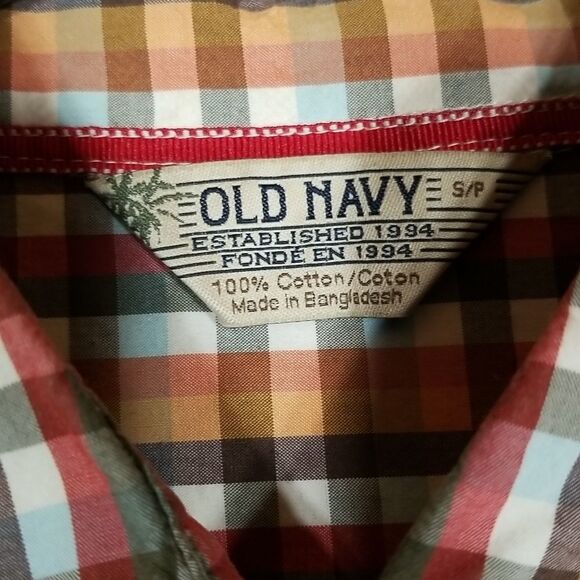 OLD NAVY S/P
ESTABLISHED 1994
FONDÉ EN 1994
100% Cotton/Coton
Made in Bangladesh